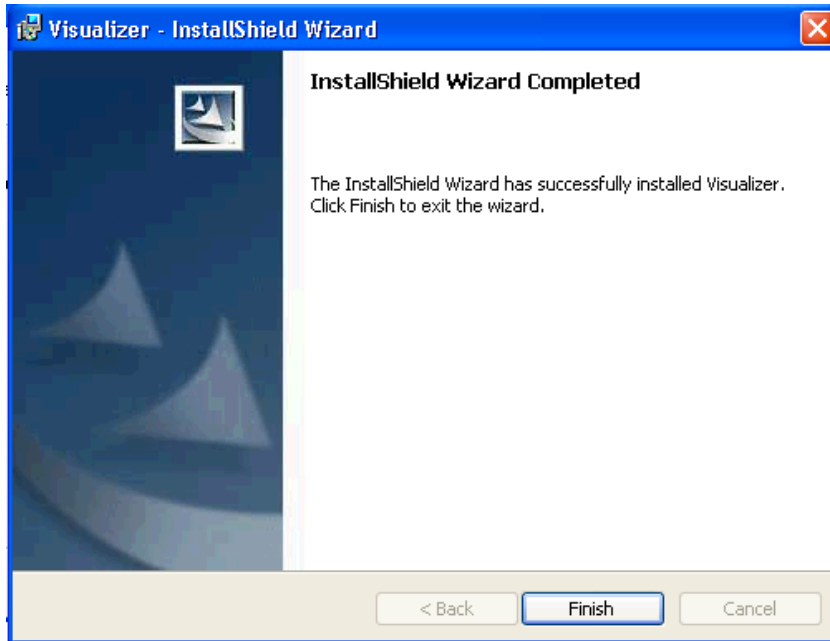 Visualizer - InstallShield Wizard
InstallShield Wizard Completed
The InstallShield Wizard has successfully installed Visualizer.
Click Finish to exit the wizard.
< Back
Finish
Cancel